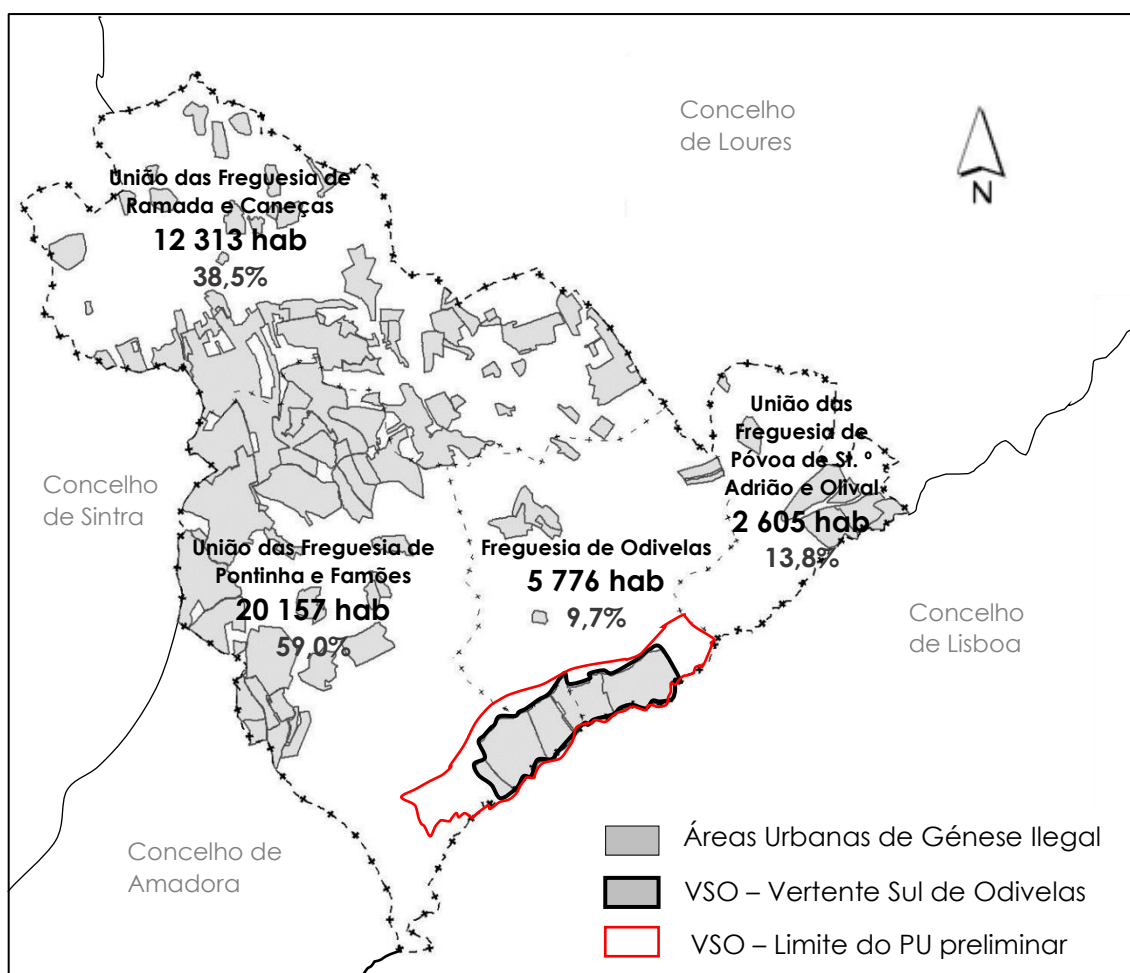 Concelho
de Loures
N
União das Freguesia de
Ramada e Caneças
12 313 hab
38,5%
União das
Freguesia de
Póvoa de St. º
Adrião e Olival
2 605 hab
13,8%
Concelho
de Sintra
União das Freguesia de
Pontinha e Famões
20 157 hab
59,0%
Freguesia de Odivelas
5 776 hab
9,7%
Concelho
de Lisboa
Concelho de
Amadora
Áreas Urbanas de Génese Ilegal
VSO – Vertente Sul de Odivelas
VSO – Limite do PU preliminar